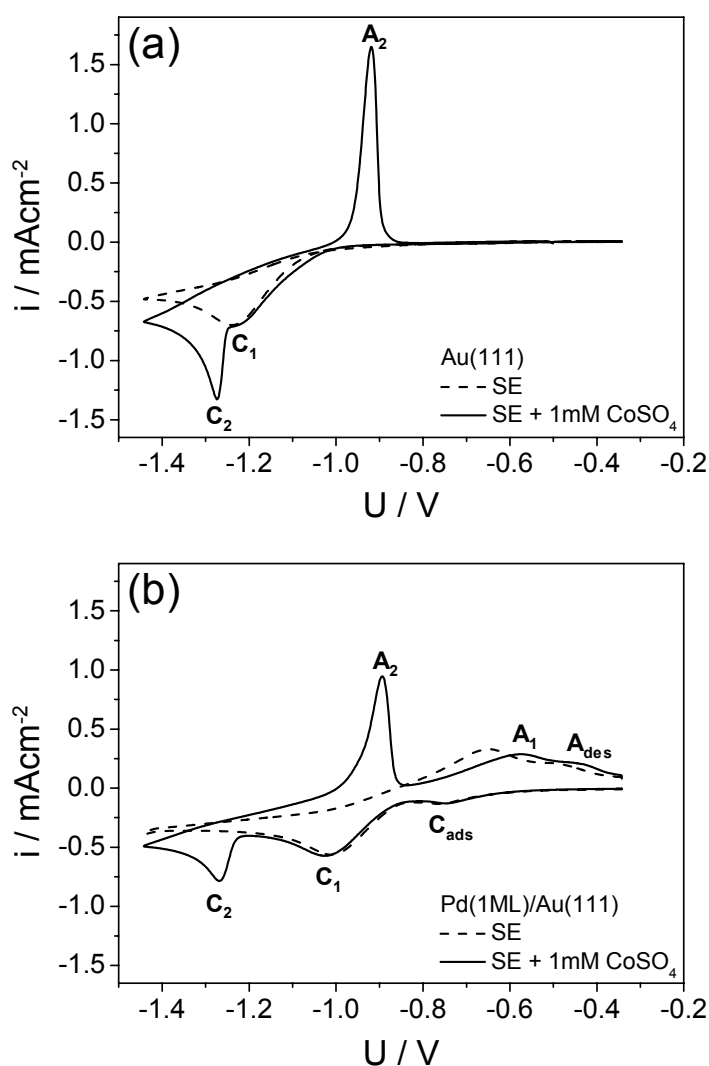 (a)
A₂
1.5
1.0
0.5
0.0
-0.5
-1.0
-1.5
i / mAcm⁻²
C₁
C₂
Au(111)
SE
SE + 1mM CoSO₄
-1.4 -1.2 -1.0 -0.8 -0.6 -0.4 -0.2
U / V
(b)
1.5
1.0
0.5
0.0
-0.5
-1.0
-1.5
i / mAcm⁻²
A₂
A₁
A_des
C_ads
C₁
C₂
Pd(1ML)/Au(111)
SE
SE + 1mM CoSO₄
-1.4 -1.2 -1.0 -0.8 -0.6 -0.4 -0.2
U / V